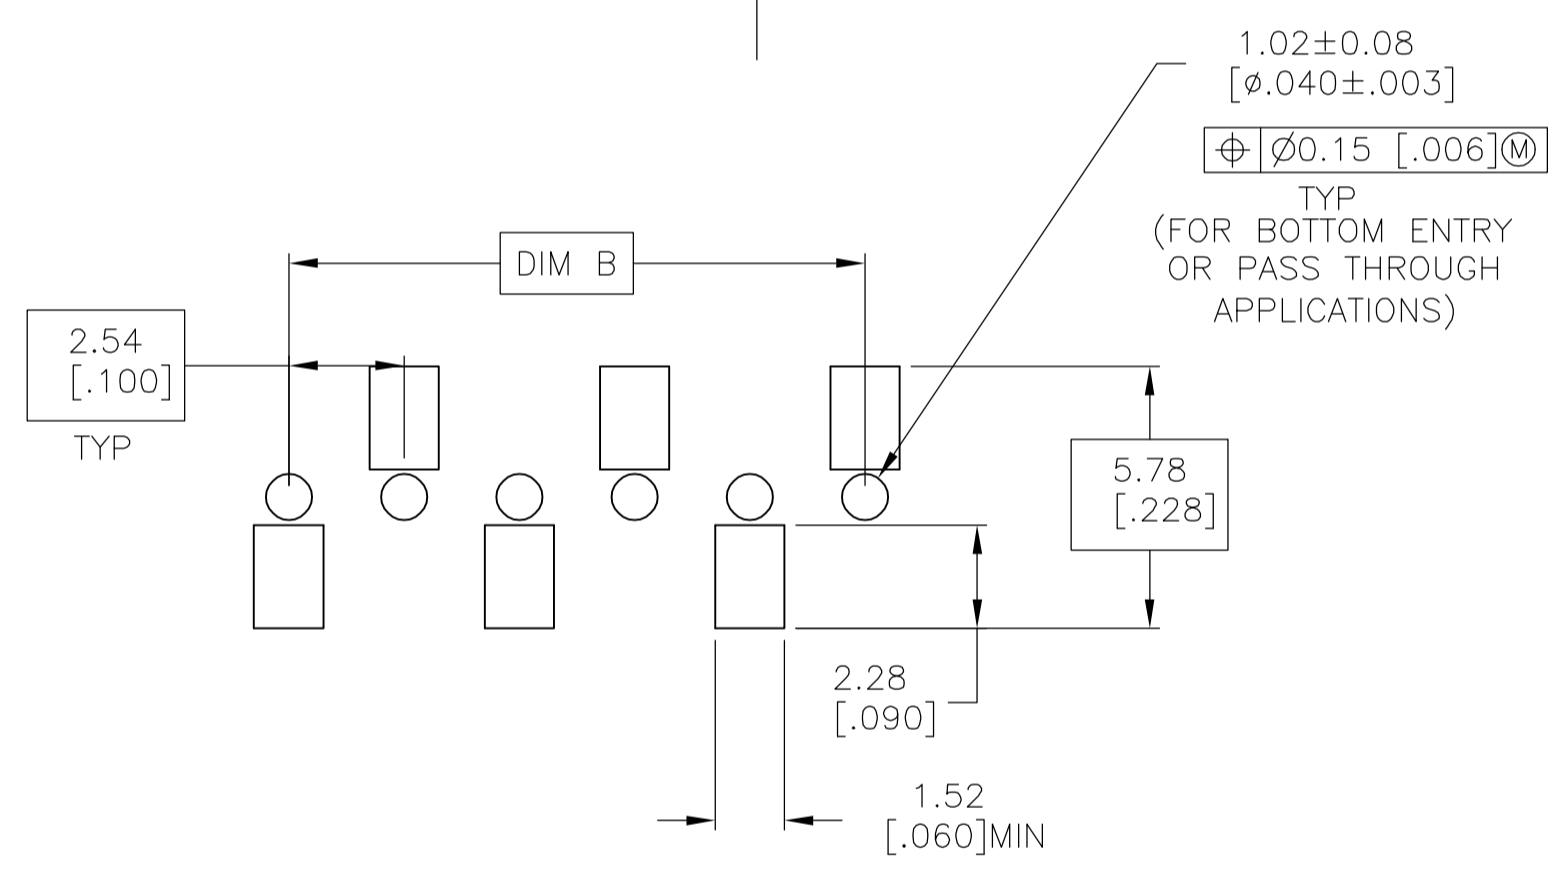 1.02±0.08
[ø.040±.003]
⌖ Ø0.15 [.006]Ⓜ
TYP
(FOR BOTTOM ENTRY
OR PASS THROUGH
APPLICATIONS)
DIM B
2.54
[.100]
TYP
5.78
[.228]
2.28
[.090]
1.52
[.060]MIN